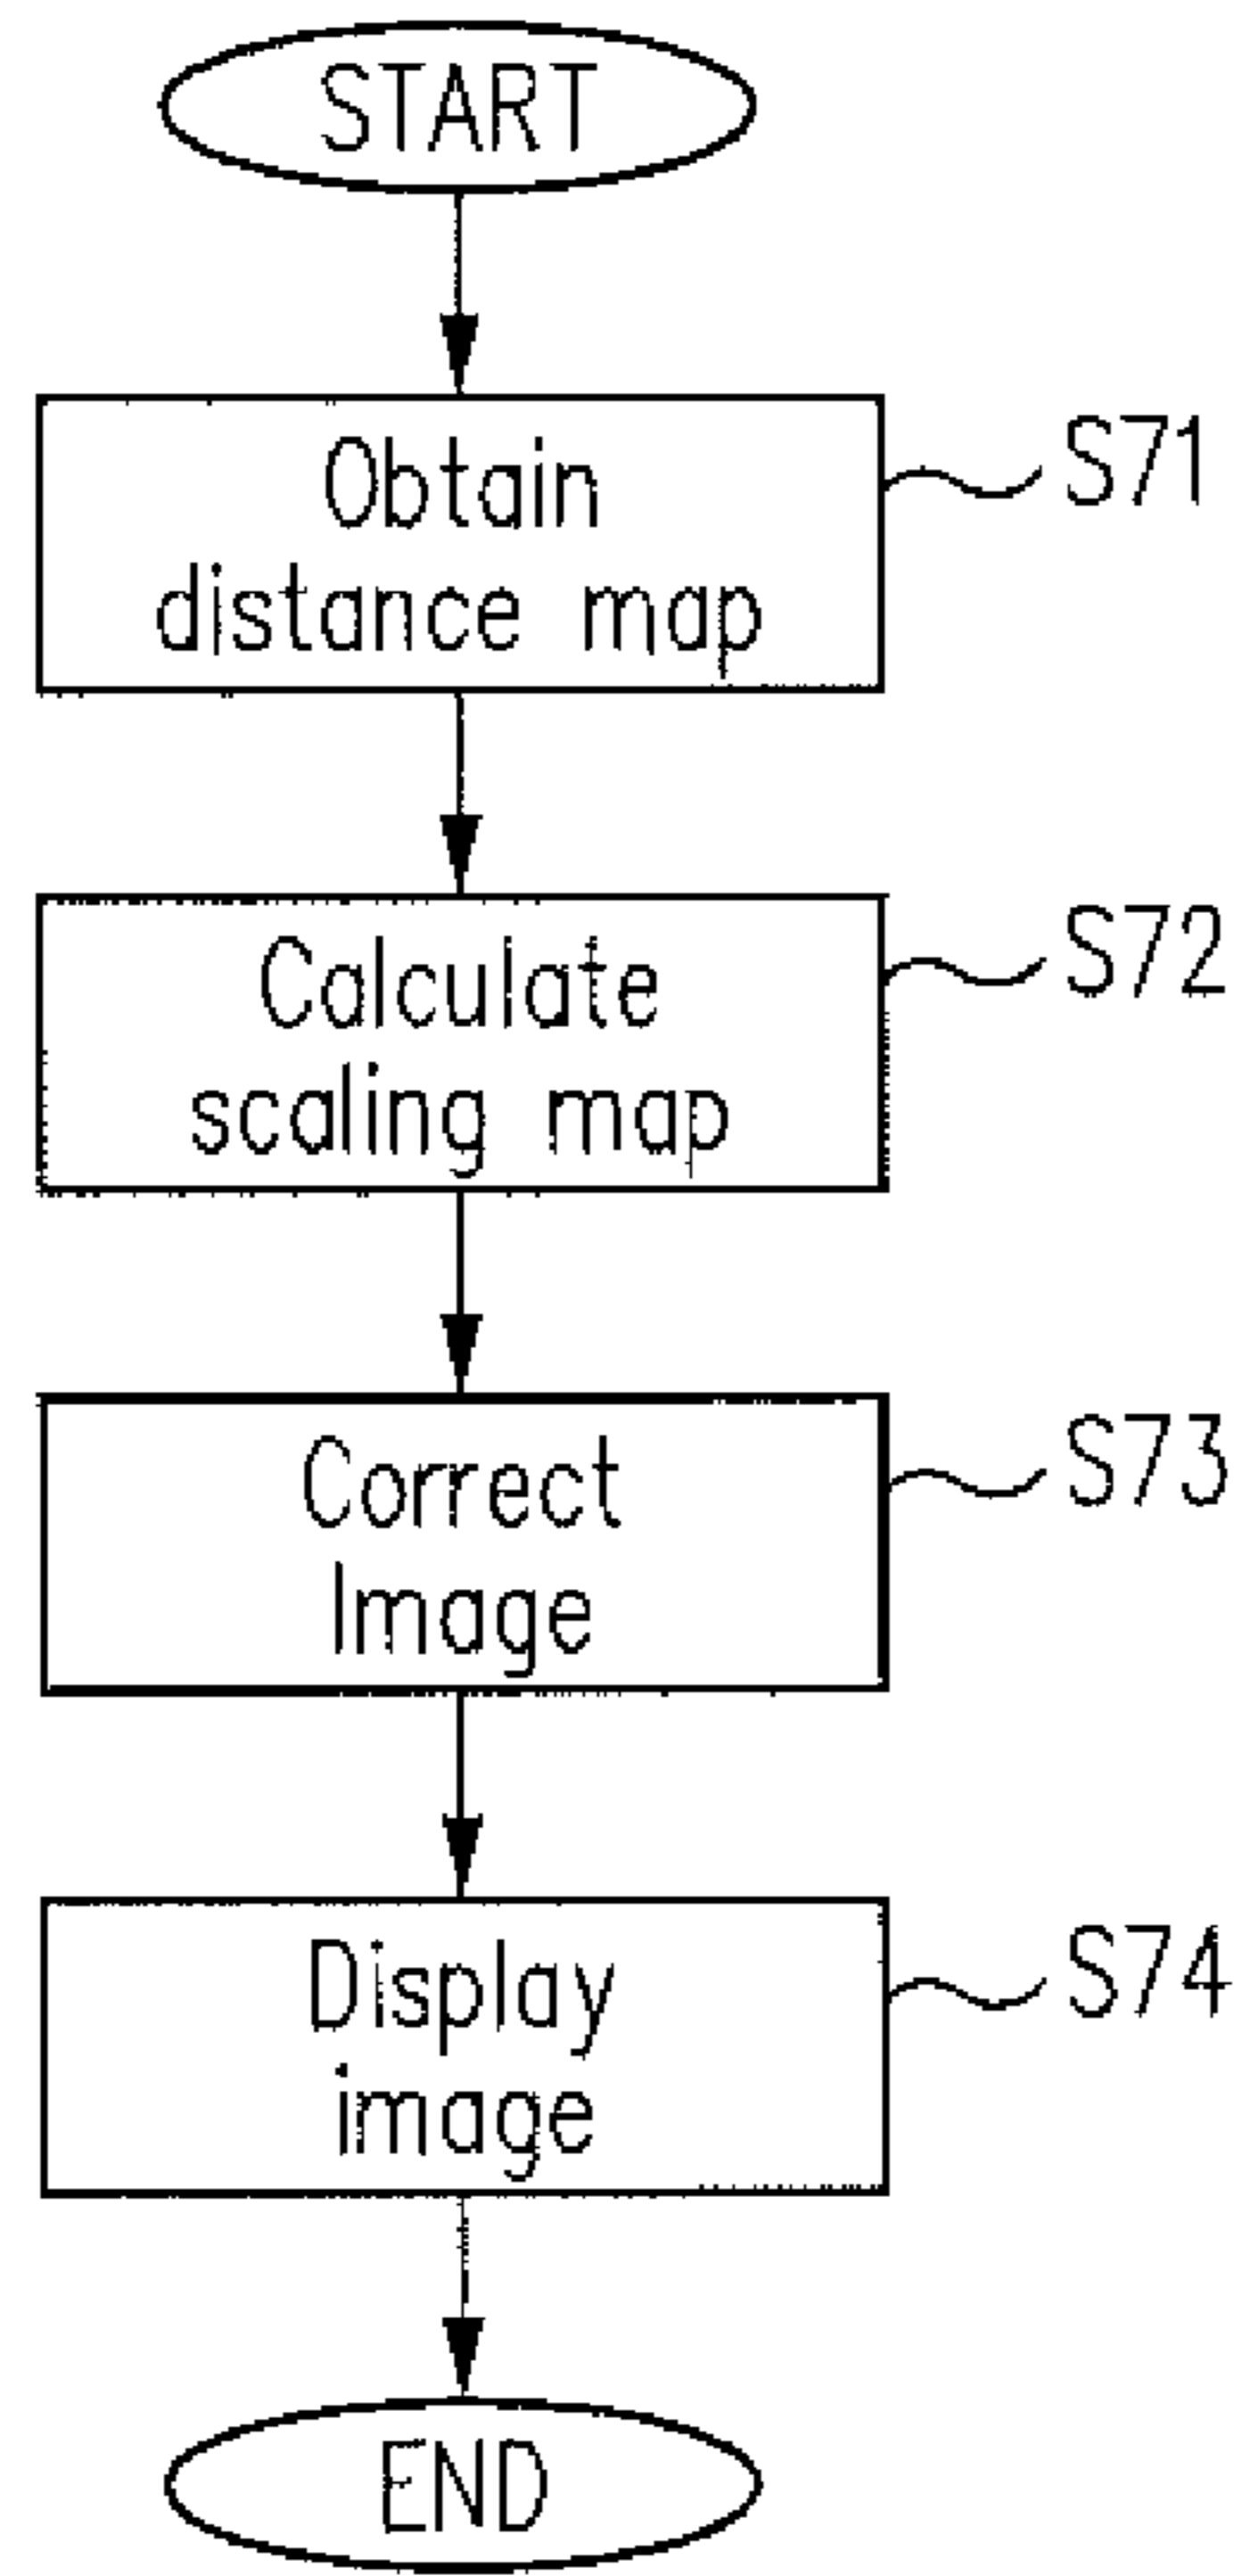 START
Obtain
distance map
S71
Calculate
scaling map
S72
Correct
Image
S73
Display
image
S74
END